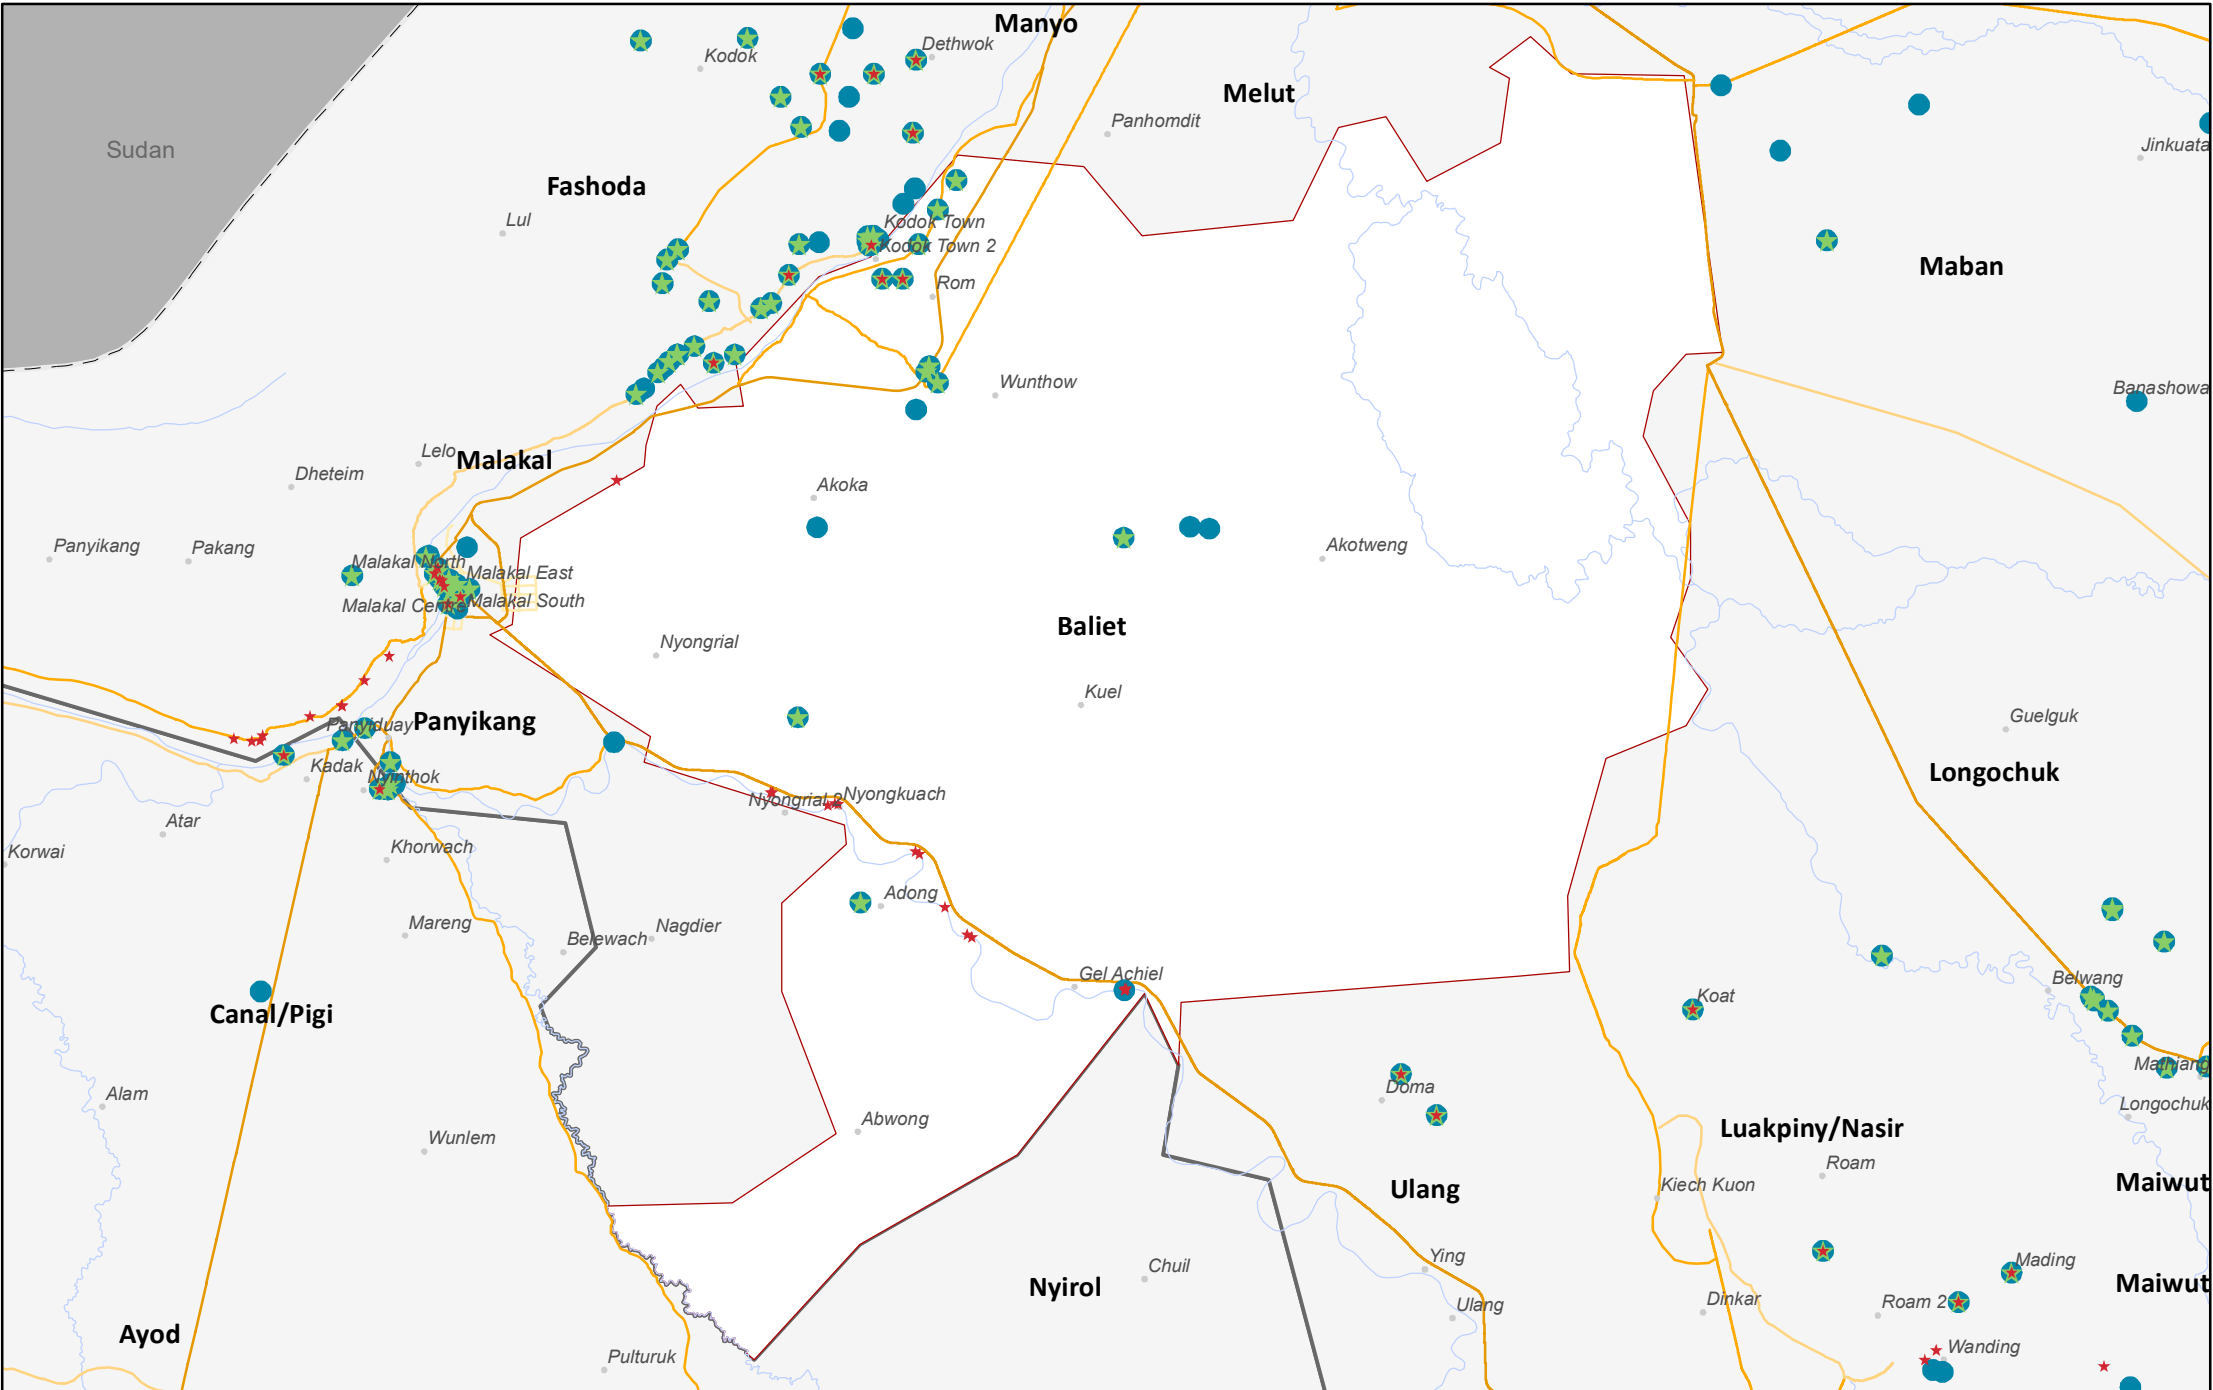 Manyo
Dethwok
Kodok
Melut
Panhomdit
Sudan
Jinkuata
Fashoda
Lul
Kodok Town
Kodok Town 2
Maban
Rom
Wunthow
Banashowa
Lelo
Malakal
Dheteim
Akoka
Panyikang
Pakang
Akotweng
Malakal North
Malakal East
Malakal Centre
Malakal South
Baliet
Nyongrial
Kuel
Panyiduay
Panyikang
Guelguk
Kadak
Nyinthok
Longochuk
Nyongrial 2
Nyongkuach
Atar
Khorwach
Korwai
Adong
Mareng
Belewach
Nagdier
Gel Achiel
Belwang
Koat
Canal/Pigi
Mathiang
Doma
Alam
Longochuk
Abwong
Luakpiny/Nasir
Wunlem
Roam
Maiwut
Kiech Kuon
Ulang
Ying
Mading
Chuil
Nyirol
Maiwut
Dinkar
Roam 2
Ulang
Ayod
Wanding
Pulturuk